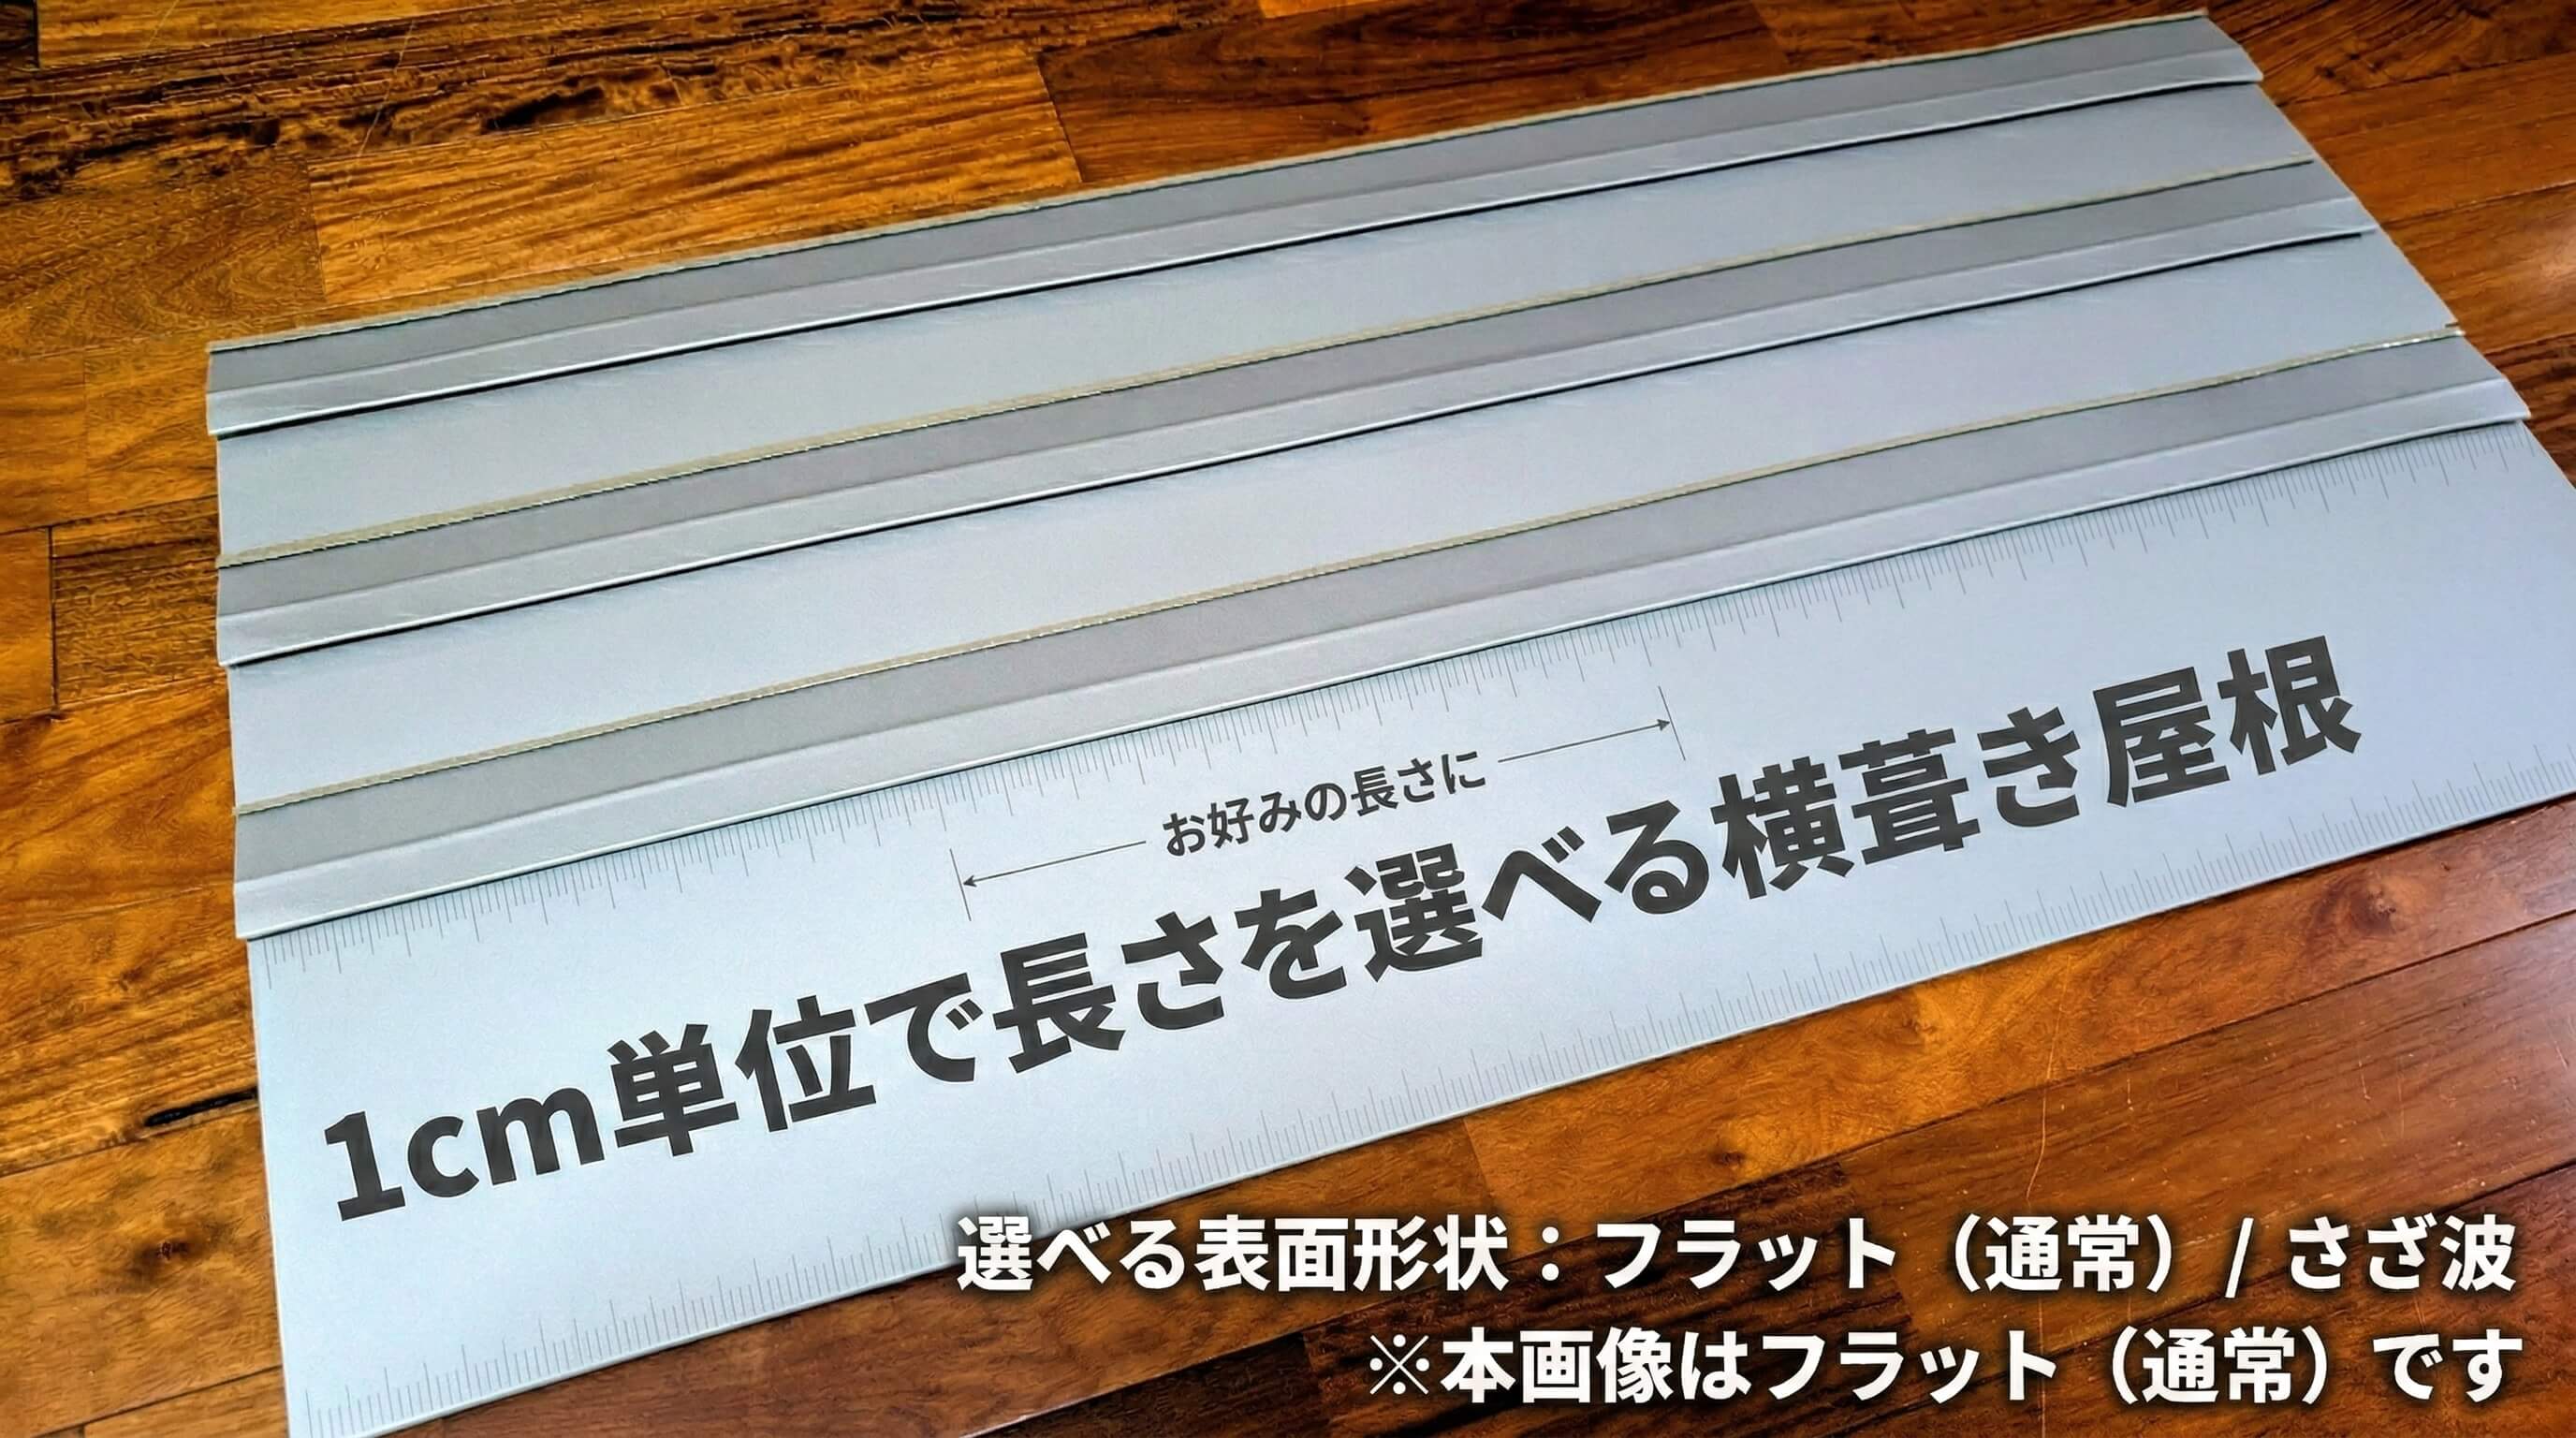 お好みの長さに
1cm単位で長さを選べる横葺き屋根
選べる表面形状：フラット（通常）/ さざ波
※本画像はフラット（通常）です